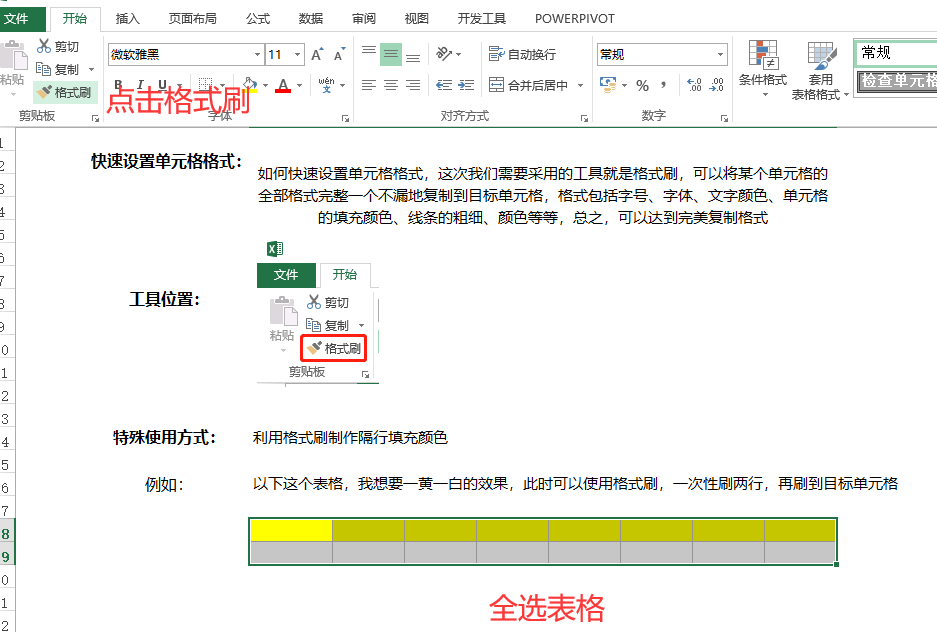 文件 开始 插入 页面布局 公式 数据 审阅 视图 开发工具 POWERPIVOT
剪切 微软雅黑 11 A A 自动换行 常规 常规
粘贴 复制 B I U A wén 变 合并后居中 % , .00 条件格式 套用 检查单元格
格式刷 点击格式刷 表格格式
剪贴板 字体 对齐方式 数字
快速设置单元格格式：
如何快速设置单元格格式，这次我们需要采用的工具就是格式刷，可以将某个单元格的
全部格式完整一个不漏地复制到目标单元格，格式包括字号、字体、文字颜色、单元格
的填充颜色、线条的粗细、颜色等等，总之，可以达到完美复制格式
文件 开始
剪切
工具位置：
粘贴 复制
格式刷
剪贴板
特殊使用方式： 利用格式刷制作隔行填充颜色
例如： 以下这个表格，我想要一黄一白的效果，此时可以使用格式刷，一次性刷两行，再刷到目标单元格
全选表格